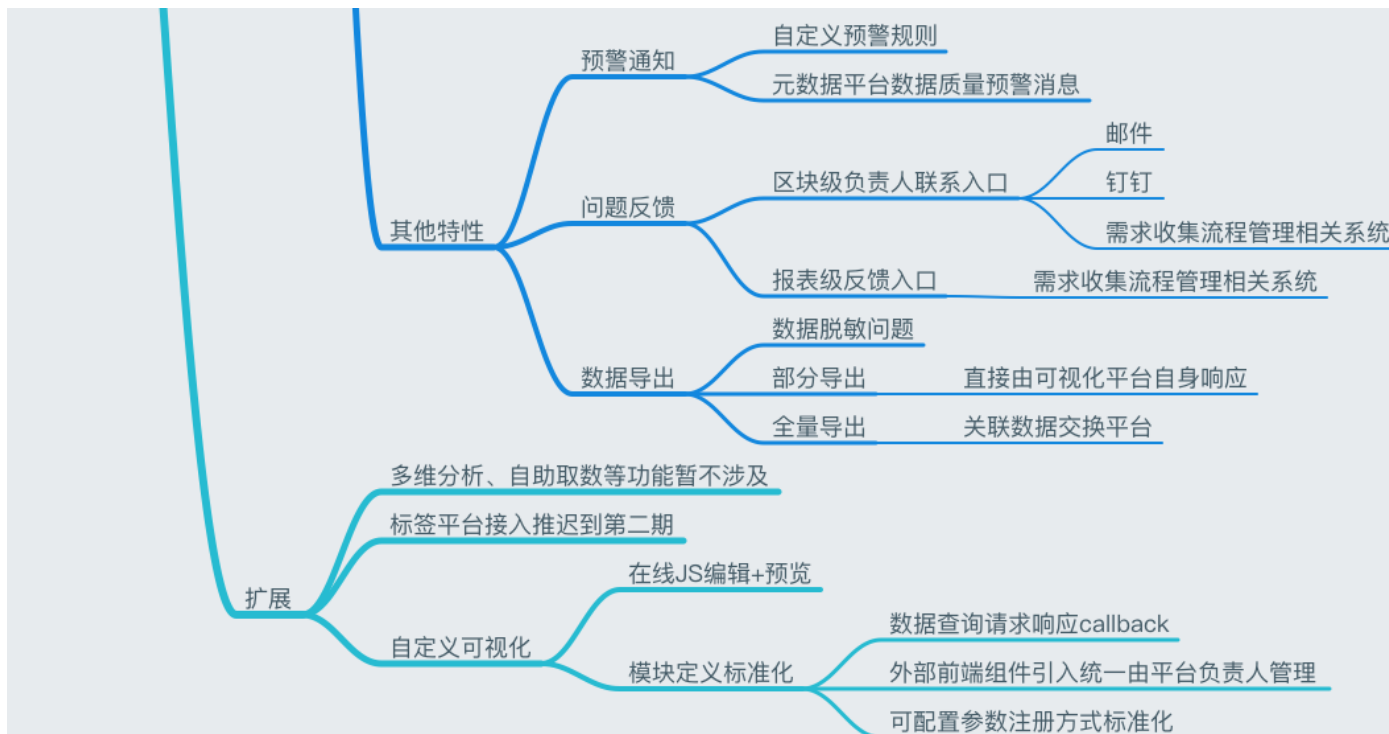 自定义预警规则
预警通知
元数据平台数据质量预警消息
邮件
区块级负责人联系入口
钉钉
问题反馈
其他特性
需求收集流程管理相关系统
报表级反馈入口
需求收集流程管理相关系统
数据脱敏问题
数据导出
部分导出
直接由可视化平台自身响应
全量导出
关联数据交换平台
多维分析、自助取数等功能暂不涉及
标签平台接入推迟到第二期
在线JS编辑+预览
扩展
数据查询请求响应callback
自定义可视化
模块定义标准化
外部前端组件引入统一由平台负责人管理
可配置参数注册方式标准化